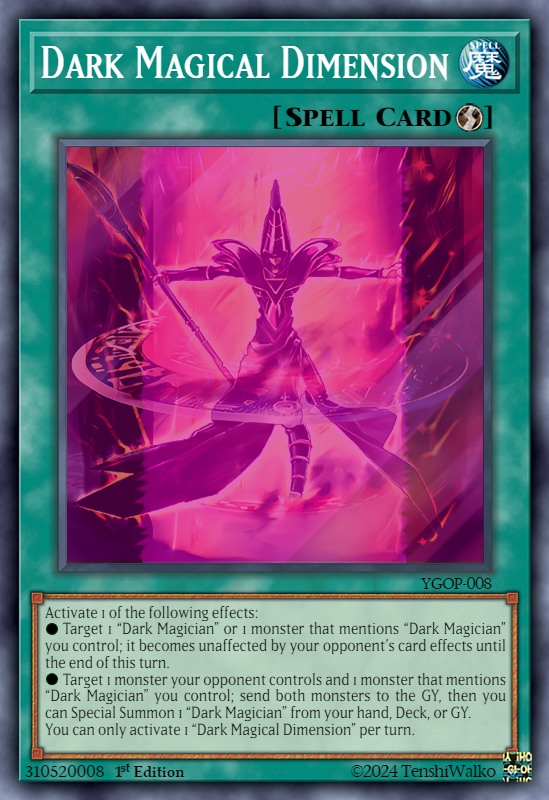 DARK MAGICAL DIMENSION
SPELL
魔
[SPELL CARD]
YGOP-008
Activate 1 of the following effects:
● Target 1 “Dark Magician” or 1 monster that mentions “Dark Magician”
you control; it becomes unaffected by your opponent’s card effects until
the end of this turn.
● Target 1 monster your opponent controls and 1 monster that mentions
“Dark Magician” you control; send both monsters to the GY, then you
can Special Summon 1 “Dark Magician” from your hand, Deck, or GY.
You can only activate 1 “Dark Magical Dimension” per turn.
310520008 1st Edition ©2024 TenshiWalko